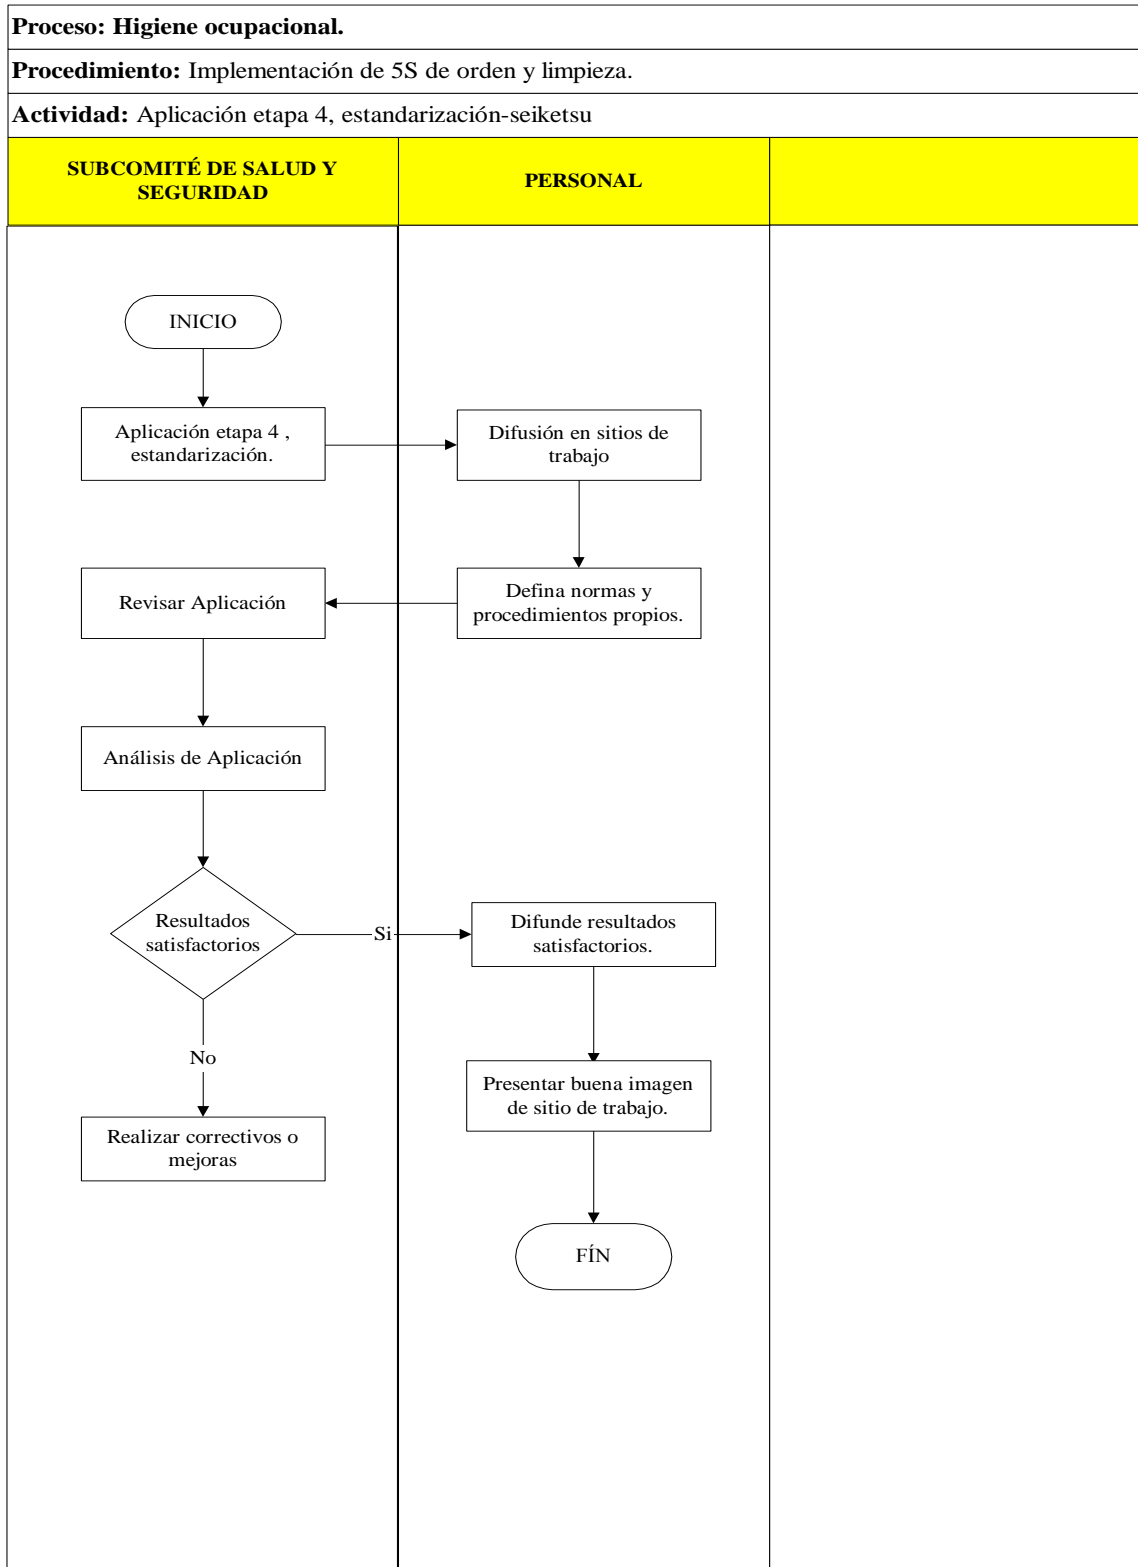 Proceso: Higiene ocupacional.
Procedimiento: Implementación de 5S de orden y limpieza.
Actividad: Aplicación etapa 4, estandarización-seiketsu
SUBCOMITÉ DE SALUD Y
SEGURIDAD
PERSONAL
INICIO
Aplicación etapa 4 ,
estandarización.
Difusión en sitios de
trabajo
Defina normas y
procedimientos propios.
Revisar Aplicación
Análisis de Aplicación
Resultados
satisfactorios
Si
Difunde resultados
satisfactorios.
No
Realizar correctivos o
mejoras
Presentar buena imagen
de sitio de trabajo.
FÍN